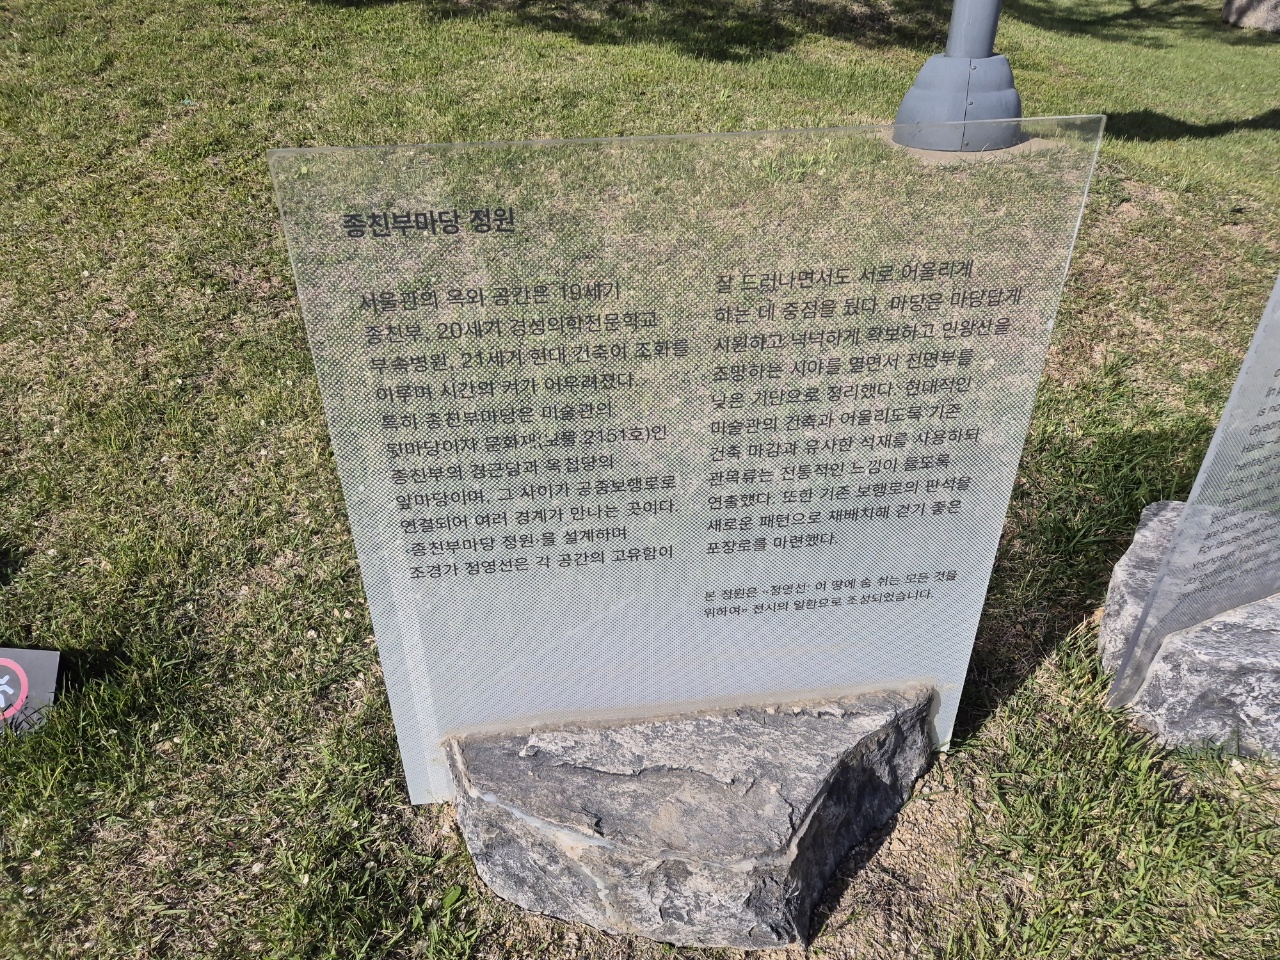 종친부마당 정원
서울관의 옥외 공간은 19세기
종친부, 20세기 경성의학전문학교
부속병원, 21세기 현대 건축이 조화를
이루며 시간의 켜가 아우러졌다.
특히 종친부마당은 미술관의
뒷마당이자 문화재(보물 2151호)인
종친부의 경근당과 옥첩당의
앞마당이며, 그 사이가 공중보행로로
연결되어 여러 경계가 만나는 곳이다.
'종친부마당 정원'을 설계하며
조경가 정영선은 각 공간의 고유함이
잘 드러나면서도 서로 어울리게
하는 데 중점을 뒀다. 마당은 마당답게
시원하고 넉넉하게 확보하고 인왕산을
조망하는 시야를 열면서 전면부를
낮은 기단으로 정리했다. 현대적인
미술관의 건축과 어울리도록 기존
건축 마감과 유사한 석재를 사용하되
관목류는 전통적인 느낌이 들도록
연출했다. 또한 기존 보행로의 판석을
새로운 패턴으로 재배치해 걷기 좋은
포장로를 마련했다.
본 정원은 «정영선: 이 땅에 숨 쉬는 모든 것을
위하여» 전시의 일환으로 조성되었습니다.